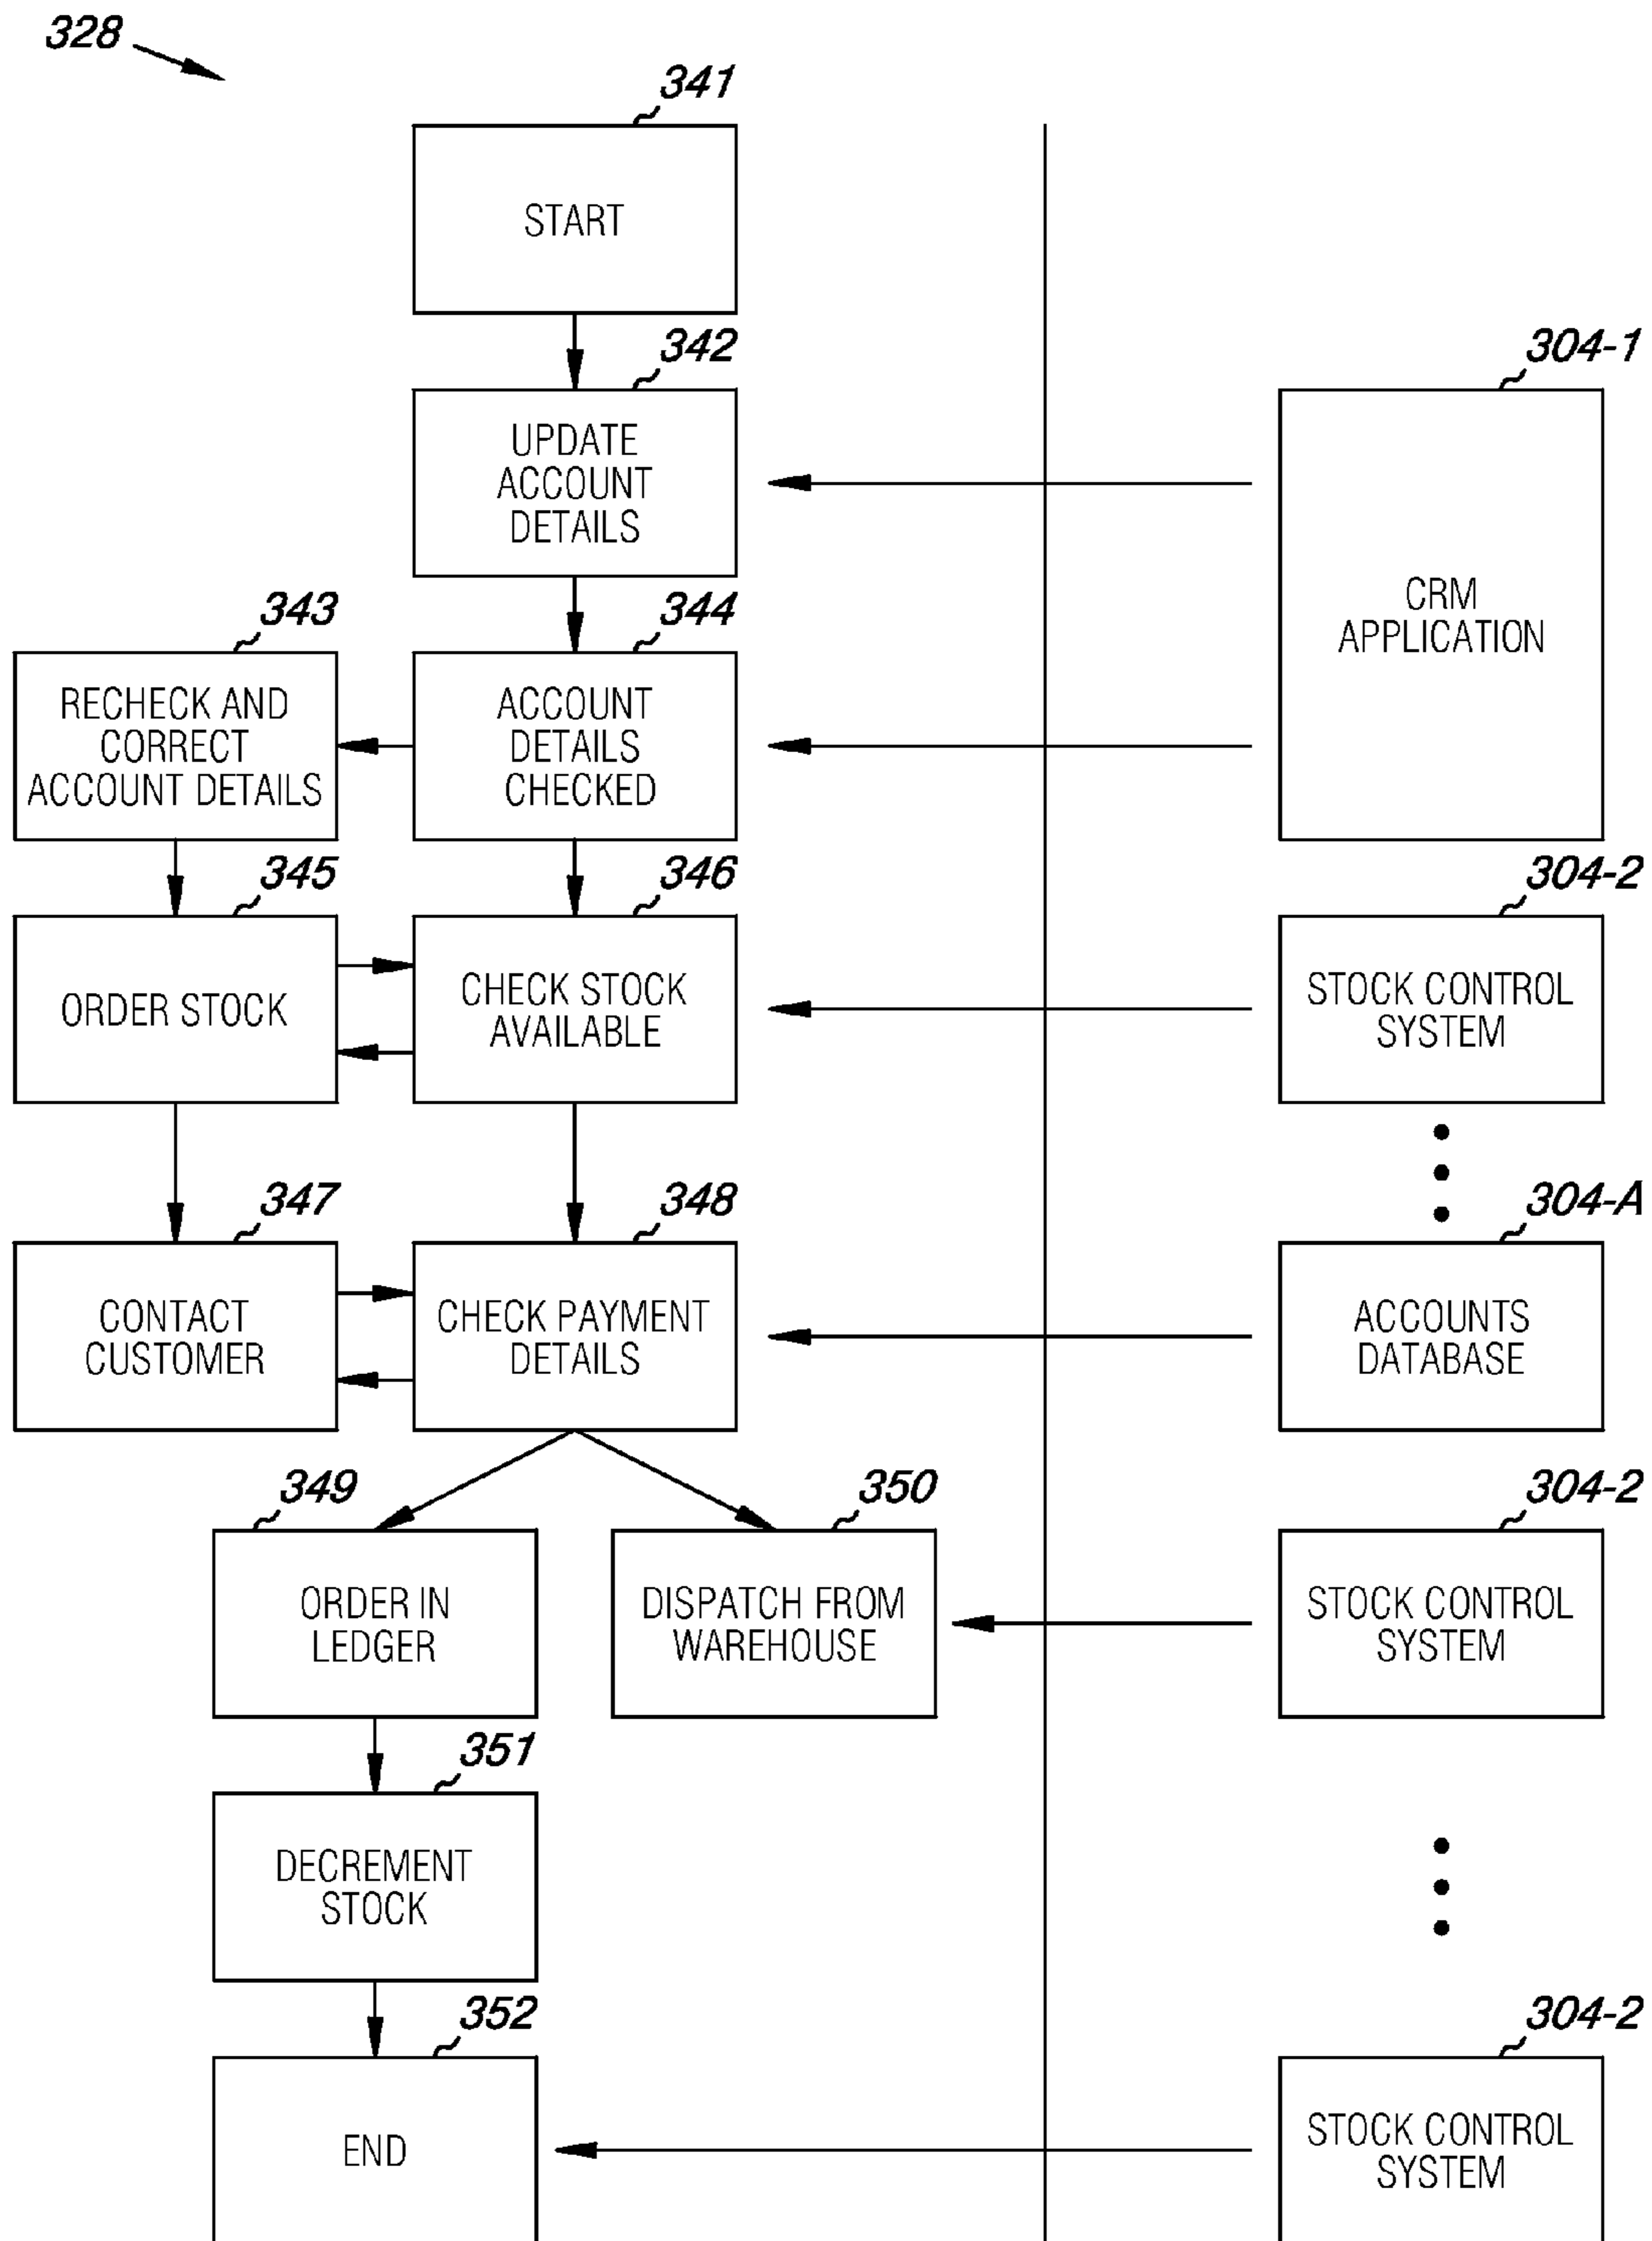 328
341
START
342
304-1
UPDATE
ACCOUNT
DETAILS
CRM
APPLICATION
343
344
RECHECK AND
CORRECT
ACCOUNT DETAILS
ACCOUNT
DETAILS
CHECKED
345
346
304-2
ORDER STOCK
CHECK STOCK
AVAILABLE
STOCK CONTROL
SYSTEM
347
348
304-A
CONTACT
CUSTOMER
CHECK PAYMENT
DETAILS
ACCOUNTS
DATABASE
349
350
304-2
ORDER IN
LEDGER
DISPATCH FROM
WAREHOUSE
STOCK CONTROL
SYSTEM
351
DECREMENT
STOCK
352
304-2
END
STOCK CONTROL
SYSTEM